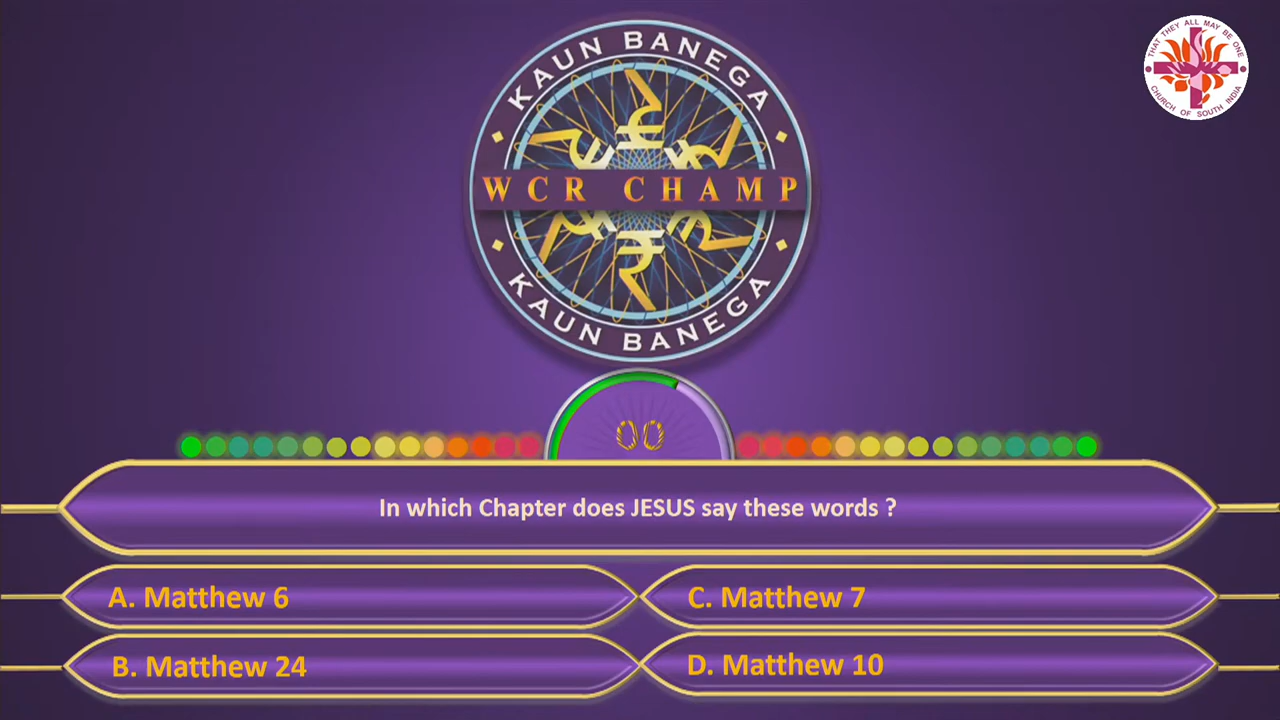 KAUN BANEGA
WCR CHAMP
KAUN BANEGA
THAT THEY ALL MAY BE ONE
CHURCH OF SOUTH INDIA
00
In which Chapter does JESUS say these words ?
A. Matthew 6
C. Matthew 7
B. Matthew 24
D. Matthew 10